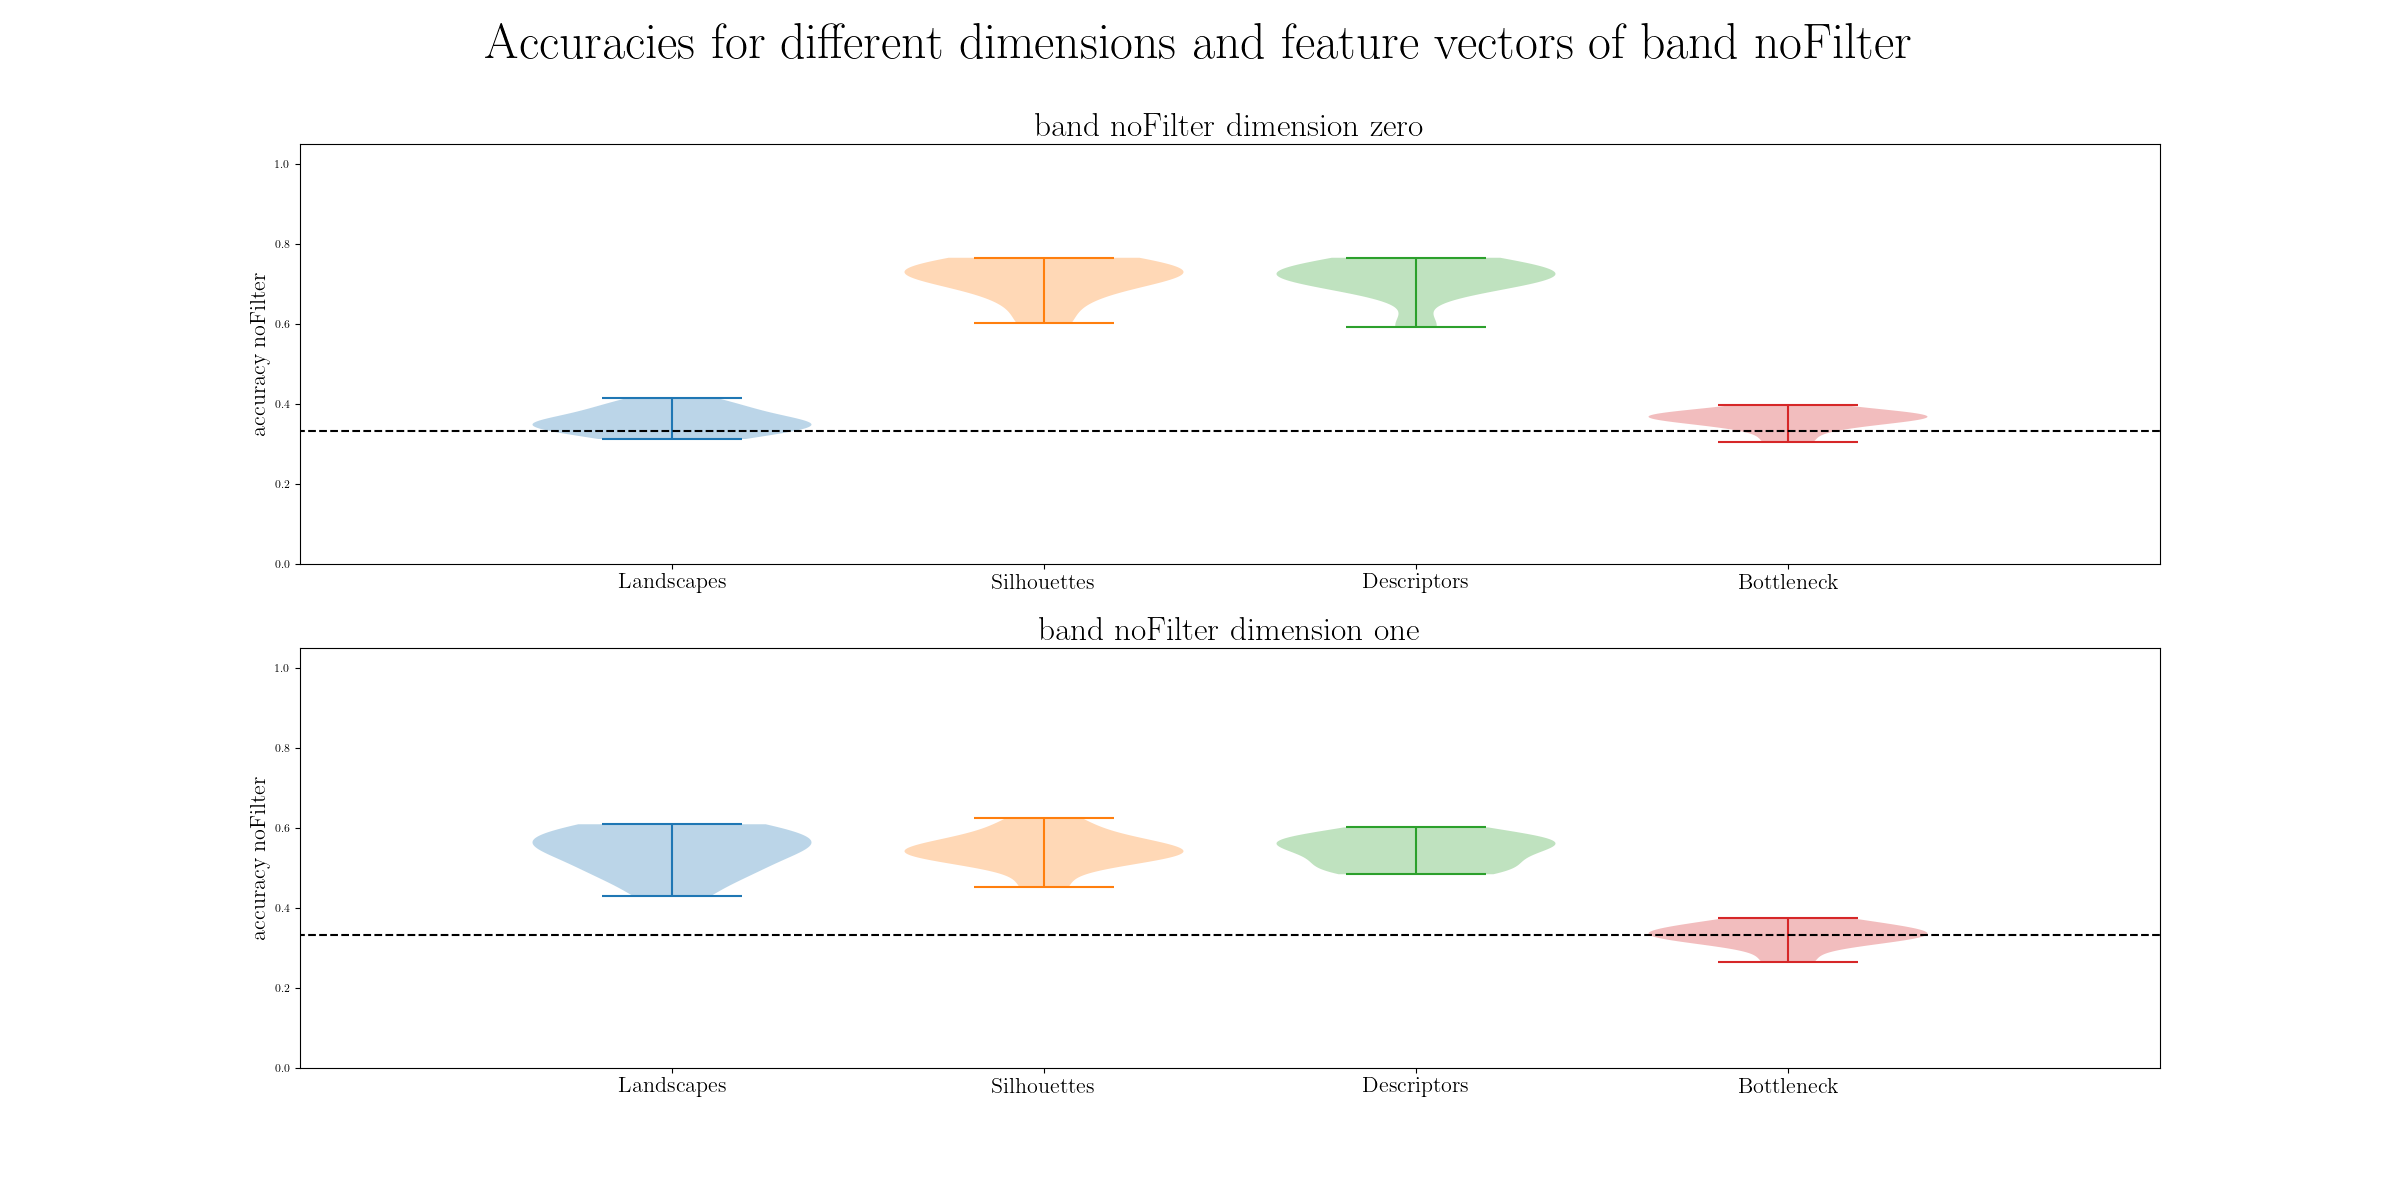 Accuracies for different dimensions and feature vectors of band noFilter
band noFilter dimension zero
accuracy noFilter
1.0
0.8
0.6
0.4
0.2
0.0
Landscapes Silhouettes Descriptors Bottleneck
band noFilter dimension one
accuracy noFilter
1.0
0.8
0.6
0.4
0.2
0.0
Landscapes Silhouettes Descriptors Bottleneck